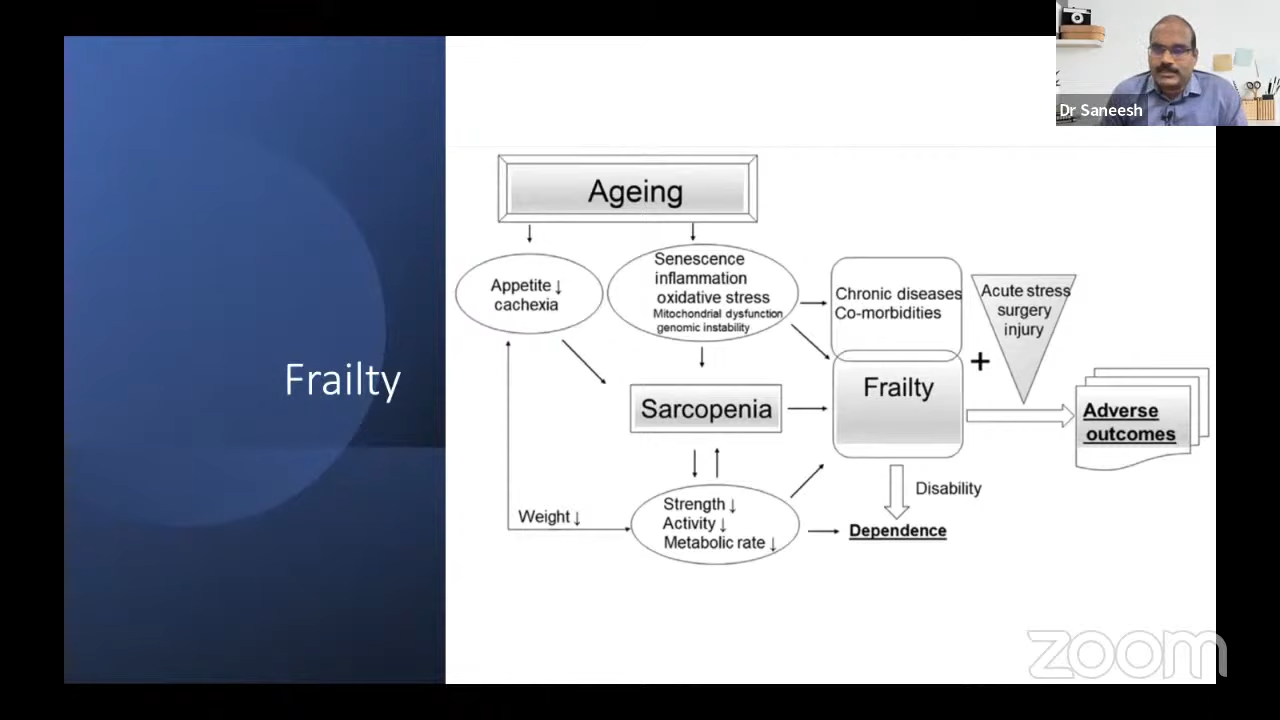 Dr Saneesh
Frailty
Ageing
Appetite ↓
cachexia
Senescence
inflammation
oxidative stress
Mitochondrial dysfunction
genomic instability
Chronic diseases
Co-morbidities
Acute stress
surgery
injury
+
Sarcopenia
Frailty
Adverse
outcomes
Weight ↓
Strength ↓
Activity ↓
Metabolic rate ↓
Disability
Dependence
zoom